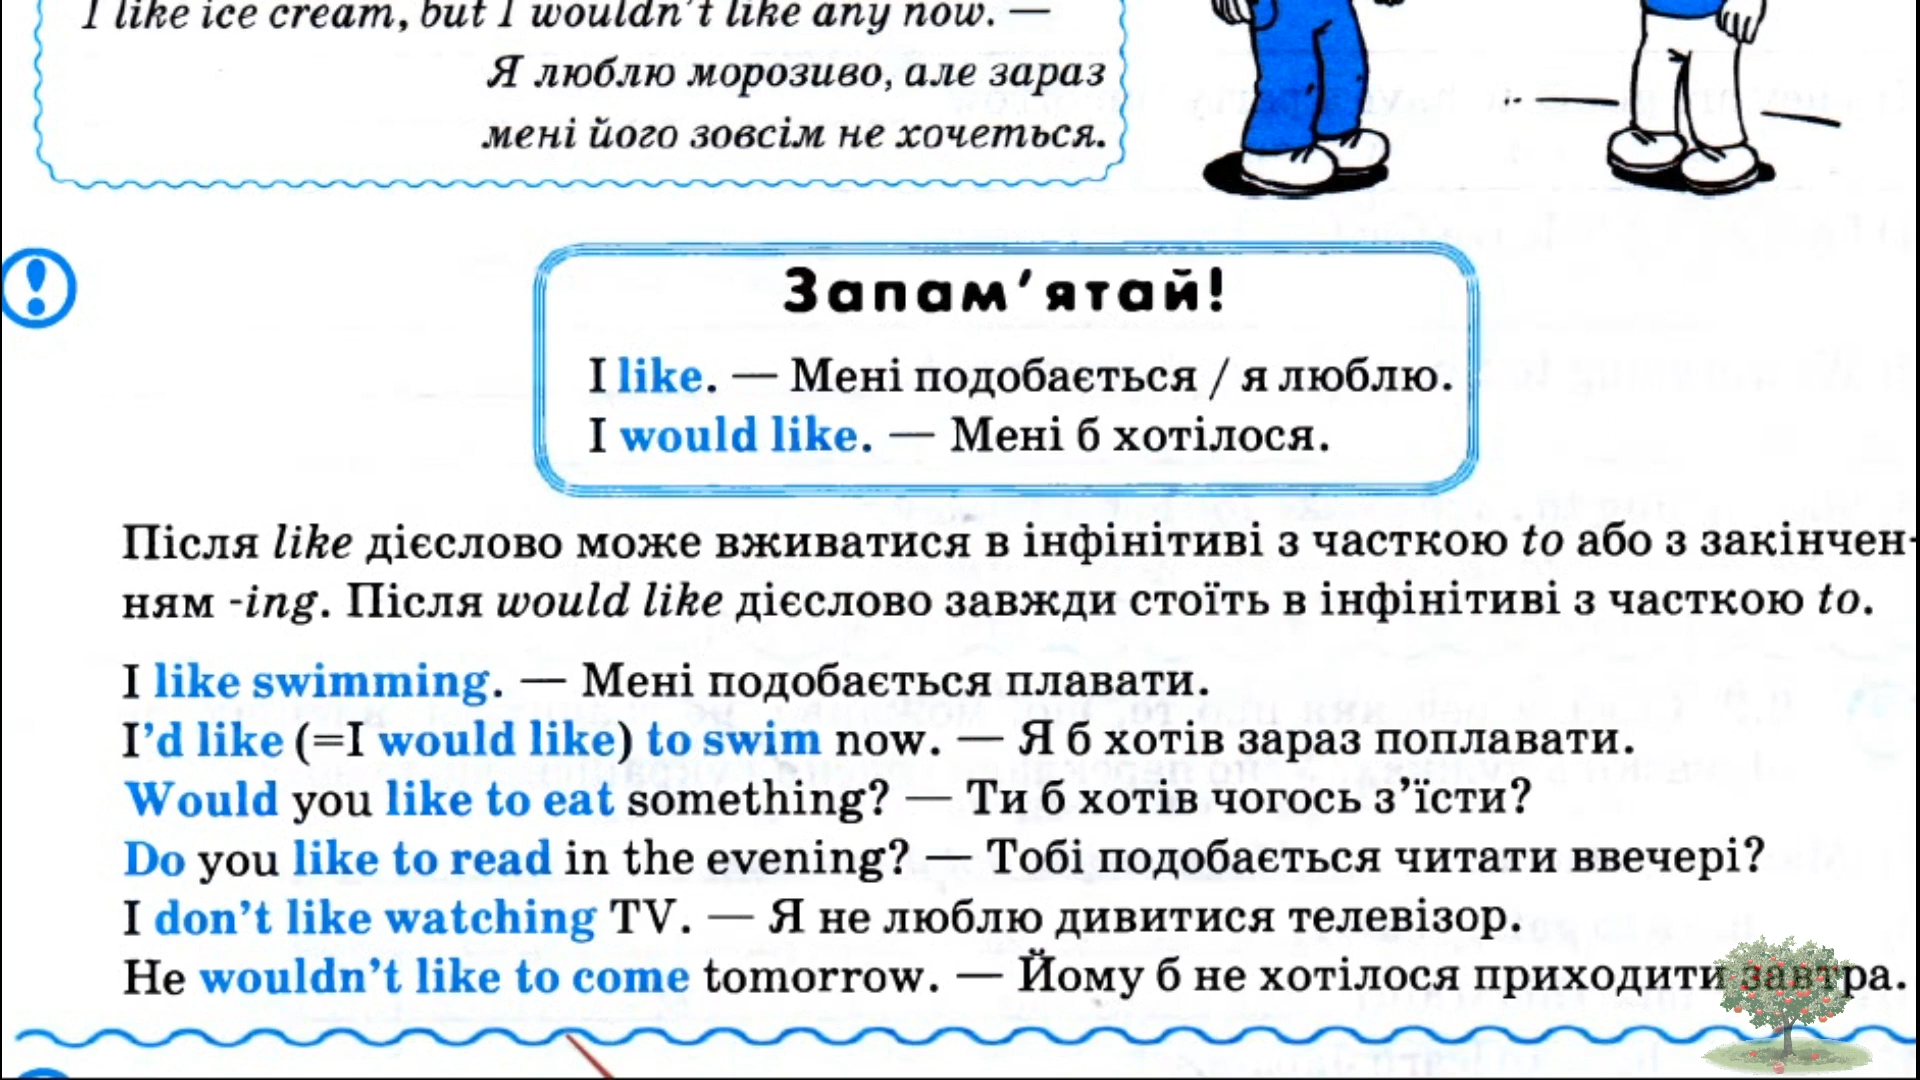 I like ice cream, but I wouldn't like any now. —
Я люблю морозиво, але зараз
мені його зовсім не хочеться.
Запам'ятай!
I like. — Мені подобається / я люблю.
I would like. — Мені б хотілося.
Після like дієслово може вживатися в інфінітиві з часткою to або з закінчен-
ням -ing. Після would like дієслово завжди стоїть в інфінітиві з часткою to.
I like swimming. — Мені подобається плавати.
I'd like (=I would like) to swim now. — Я б хотів зараз поплавати.
Would you like to eat something? — Ти б хотів чогось з'їсти?
Do you like to read in the evening? — Тобі подобається читати ввечері?
I don't like watching TV. — Я не люблю дивитися телевізор.
He wouldn't like to come tomorrow. — Йому б не хотілося приходити завтра.